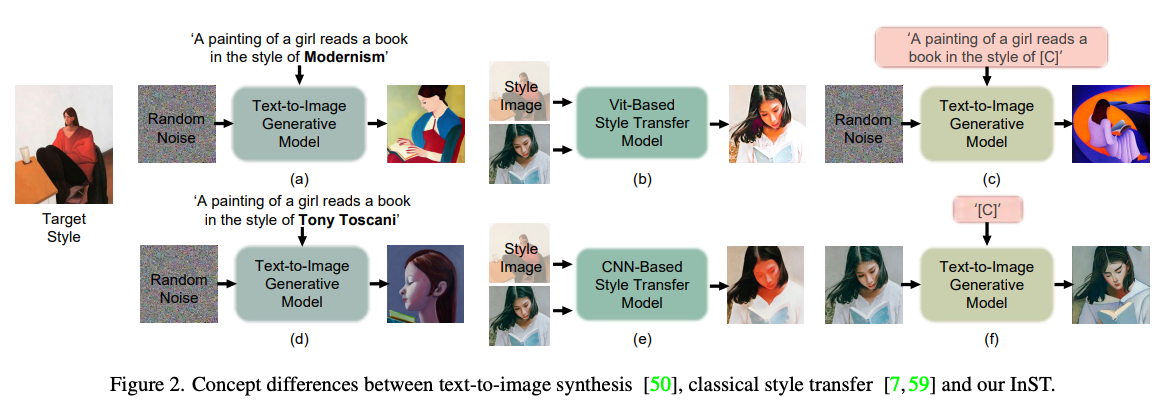 Target
Style
'A painting of a girl reads a book
in the style of Modernism'
Random
Noise
Text-to-Image
Generative
Model
(a)
Style
Image
Vit-Based
Style Transfer
Model
(b)
'A painting of a girl reads a
book in the style of [C]'
Random
Noise
Text-to-Image
Generative
Model
(c)
'A painting of a girl reads a book
in the style of Tony Toscani'
Random
Noise
Text-to-Image
Generative
Model
(d)
Style
Image
CNN-Based
Style Transfer
Model
(e)
'[C]'
Text-to-Image
Generative
Model
(f)
Figure 2. Concept differences between text-to-image synthesis [50], classical style transfer [7,59] and our InST.